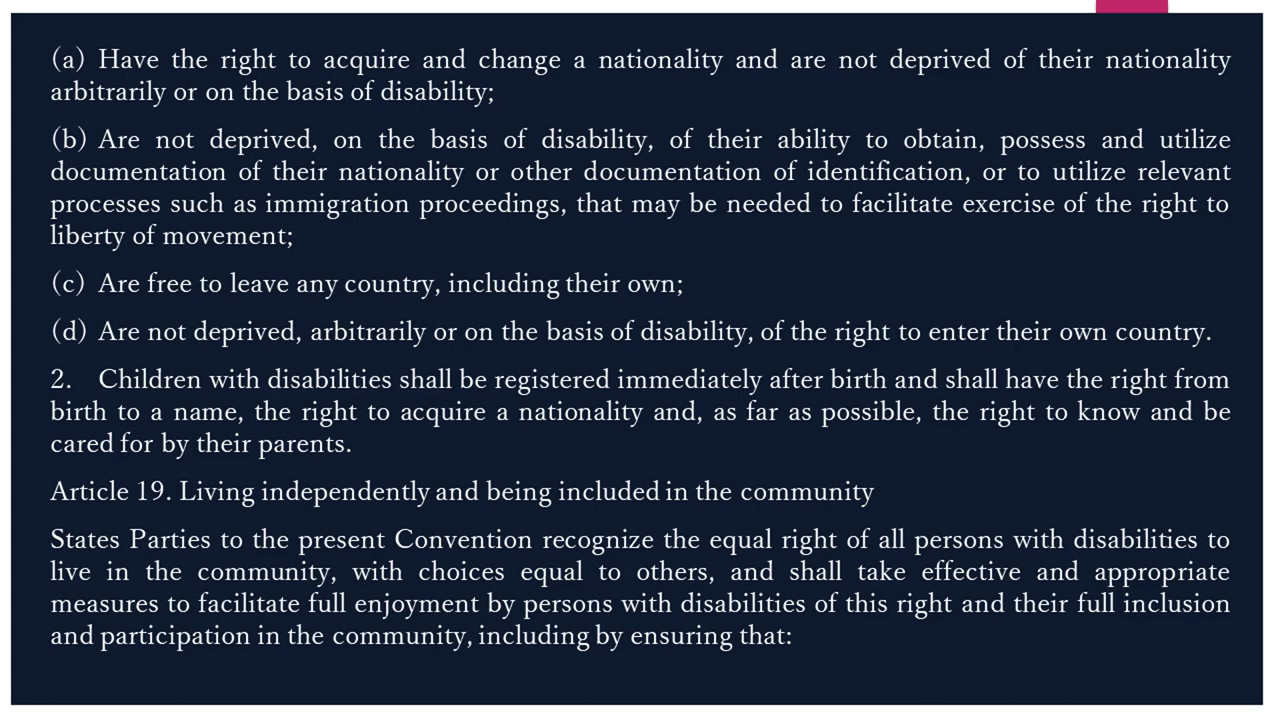 (a) Have the right to acquire and change a nationality and are not deprived of their nationality
arbitrarily or on the basis of disability;
(b) Are not deprived, on the basis of disability, of their ability to obtain, possess and utilize
documentation of their nationality or other documentation of identification, or to utilize relevant
processes such as immigration proceedings, that may be needed to facilitate exercise of the right to
liberty of movement;
(c) Are free to leave any country, including their own;
(d) Are not deprived, arbitrarily or on the basis of disability, of the right to enter their own country.
2. Children with disabilities shall be registered immediately after birth and shall have the right from
birth to a name, the right to acquire a nationality and, as far as possible, the right to know and be
cared for by their parents.
Article 19. Living independently and being included in the community
States Parties to the present Convention recognize the equal right of all persons with disabilities to
live in the community, with choices equal to others, and shall take effective and appropriate
measures to facilitate full enjoyment by persons with disabilities of this right and their full inclusion
and participation in the community, including by ensuring that: